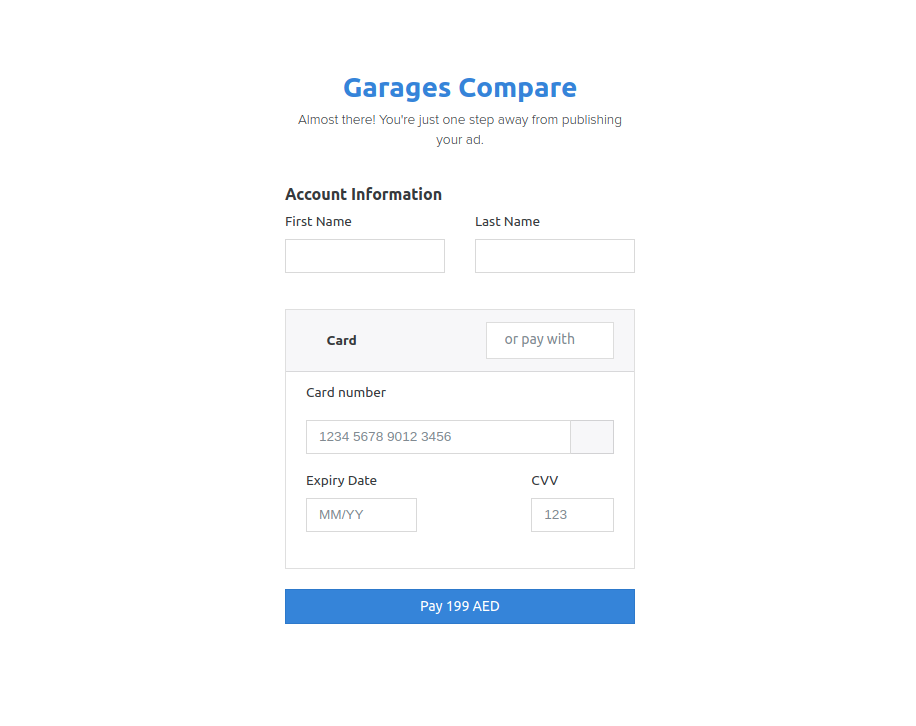 Garages Compare
Almost there! You're just one step away from publishing
your ad.
Account Information
First Name Last Name
Card or pay with
Card number
1234 5678 9012 3456
Expiry Date CVV
MM/YY 123
Pay 199 AED